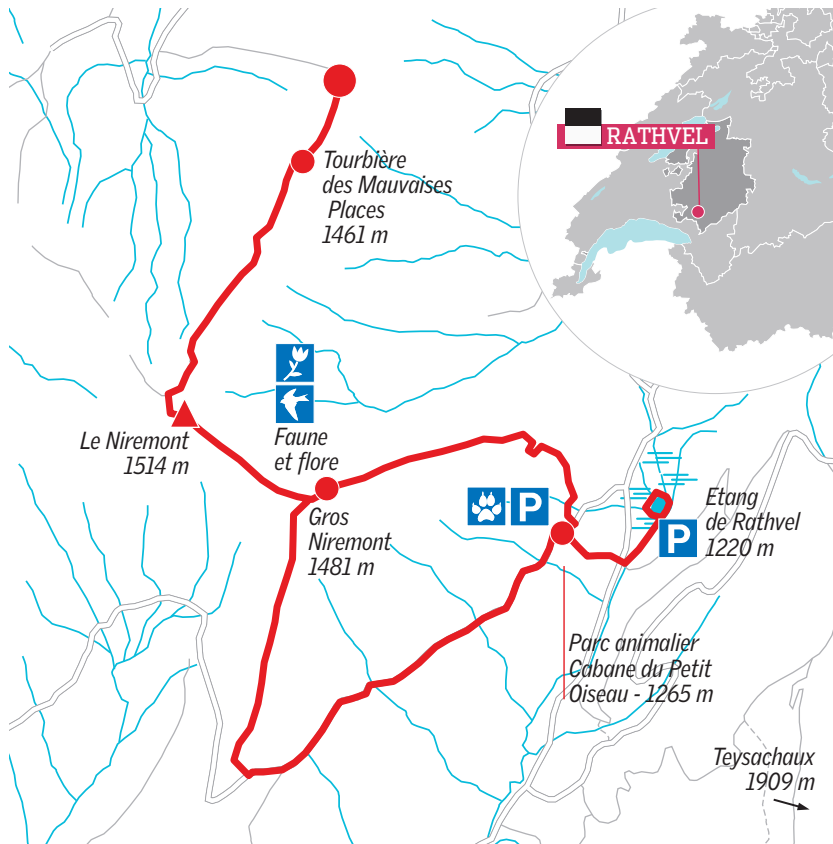 RATHVEL
Tourbière
des Mauvaises
Places
1461 m
Le Niremont
1514 m
Faune
et flore
Gros
Niremont
1481 m
P
Etang
de Rathvel
1220 m
P
Parc animalier
Cabane du Petit
Oiseau - 1265 m
Teysachaux
1909 m